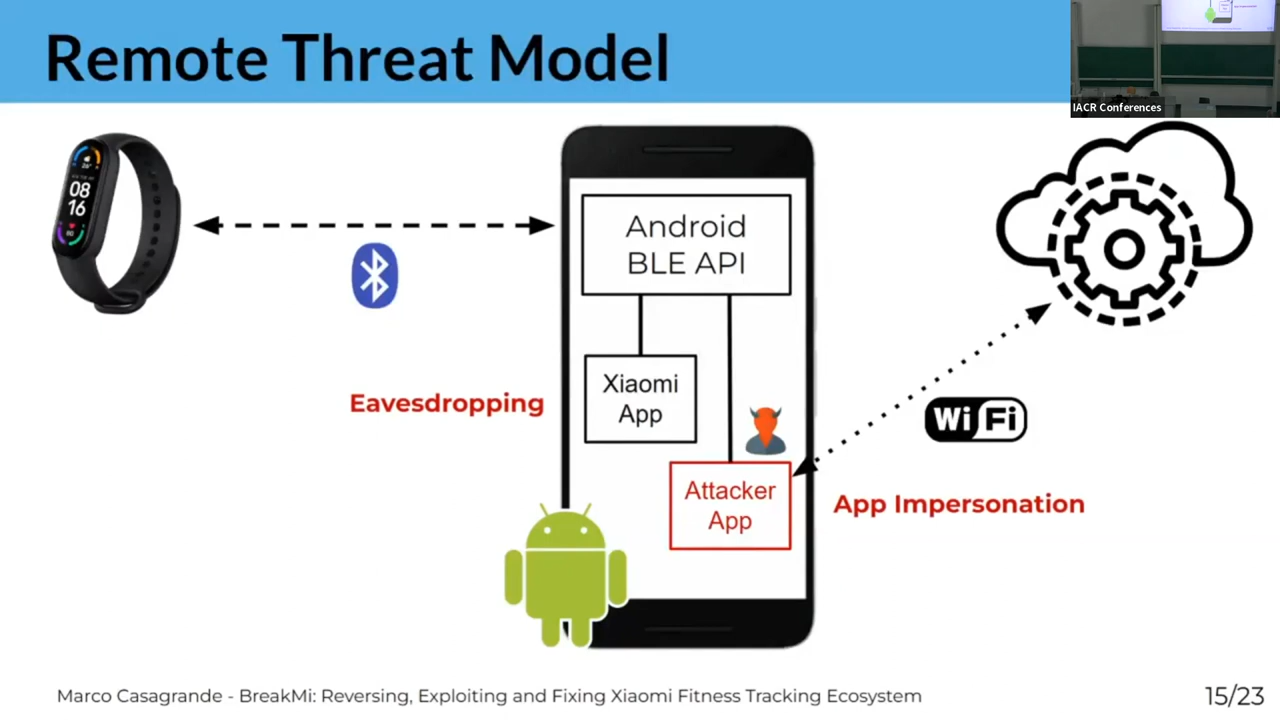 Remote Threat Model
IACR Conferences
08
16
Android
BLE API
Xiaomi
App
Eavesdropping
Wi Fi
Attacker
App
App Impersonation
Marco Casagrande - BreakMi: Reversing, Exploiting and Fixing Xiaomi Fitness Tracking Ecosystem
15/23